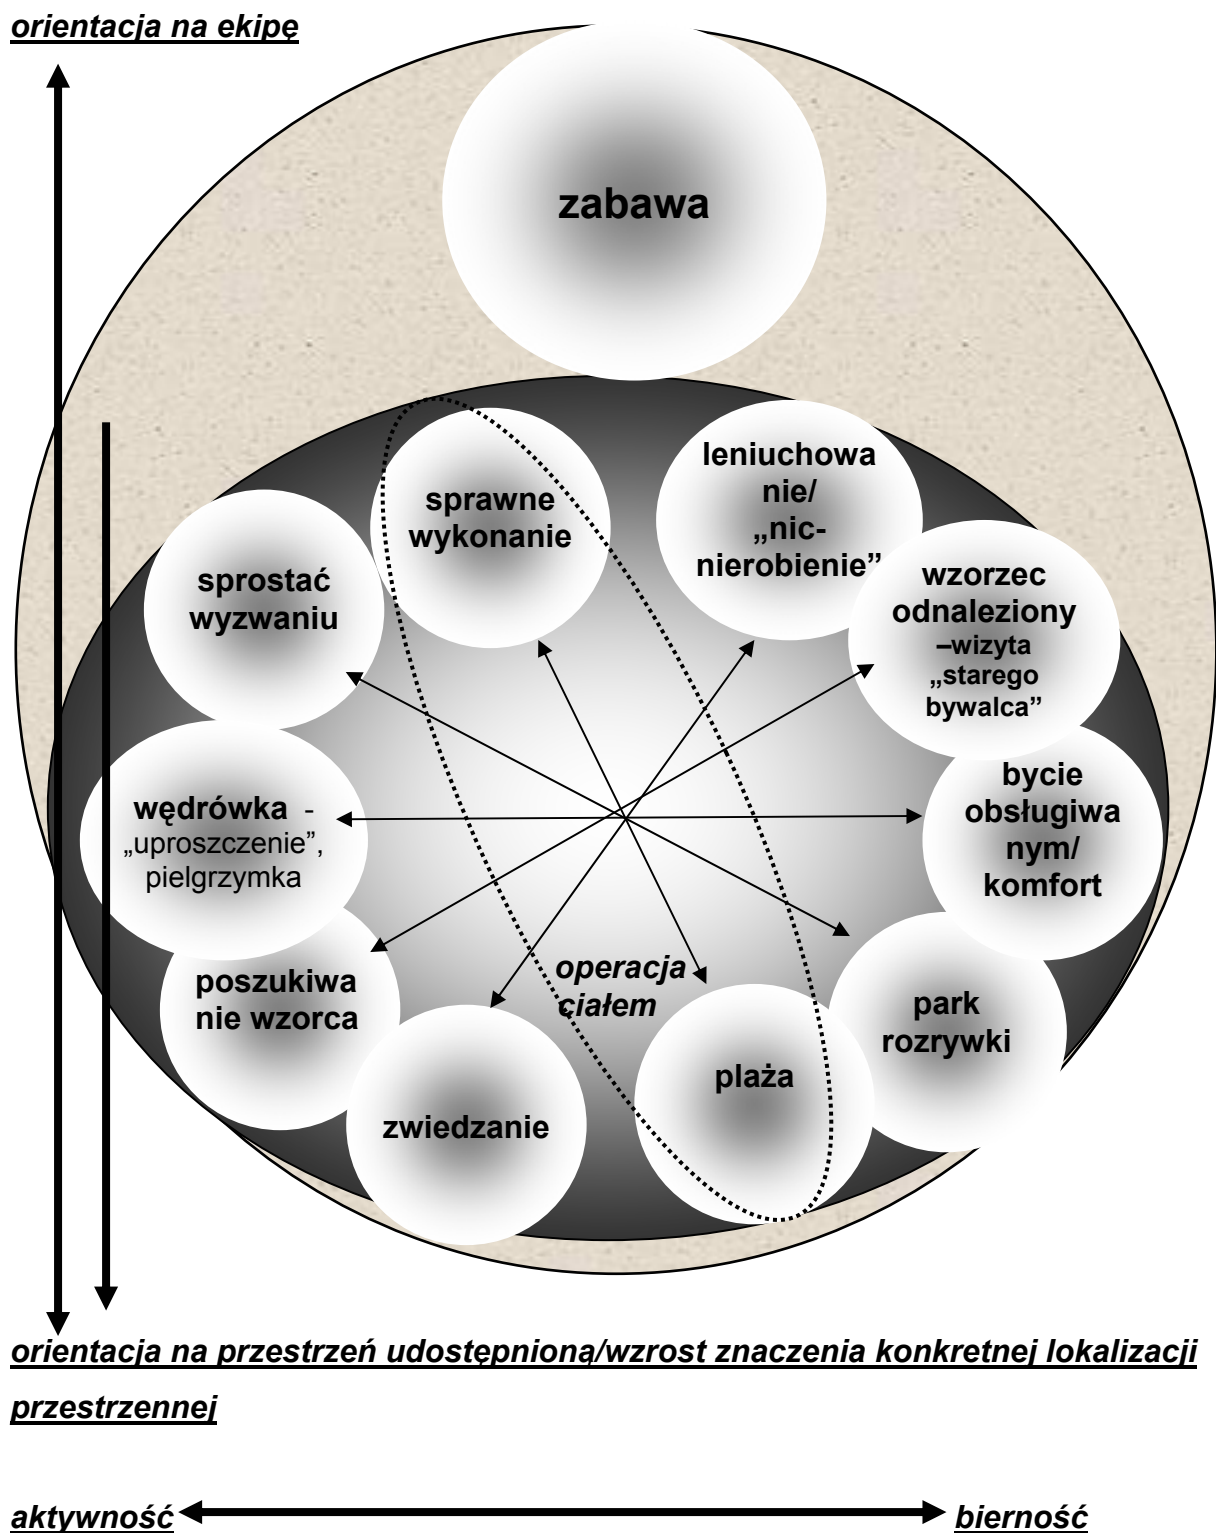 orientacja na ekipę
zabawa
sprawne
wykonanie
leniuchowa
nie/
„nic-
nierobienie”
sprostać
wyzwaniu
wzorzec
odnaleziony
–wizyta
„starego
bywalca”
wędrówka -
„uproszczenie”,
pielgrzymka
bycie
obsługiwa
nym/
komfort
poszukiwa
nie wzorca
operacja
ciałem
park
rozrywki
zwiedzanie
plaża
orientacja na przestrzeń udostępnioną/wzrost znaczenia konkretnej lokalizacji
przestrzennej
aktywność bierność